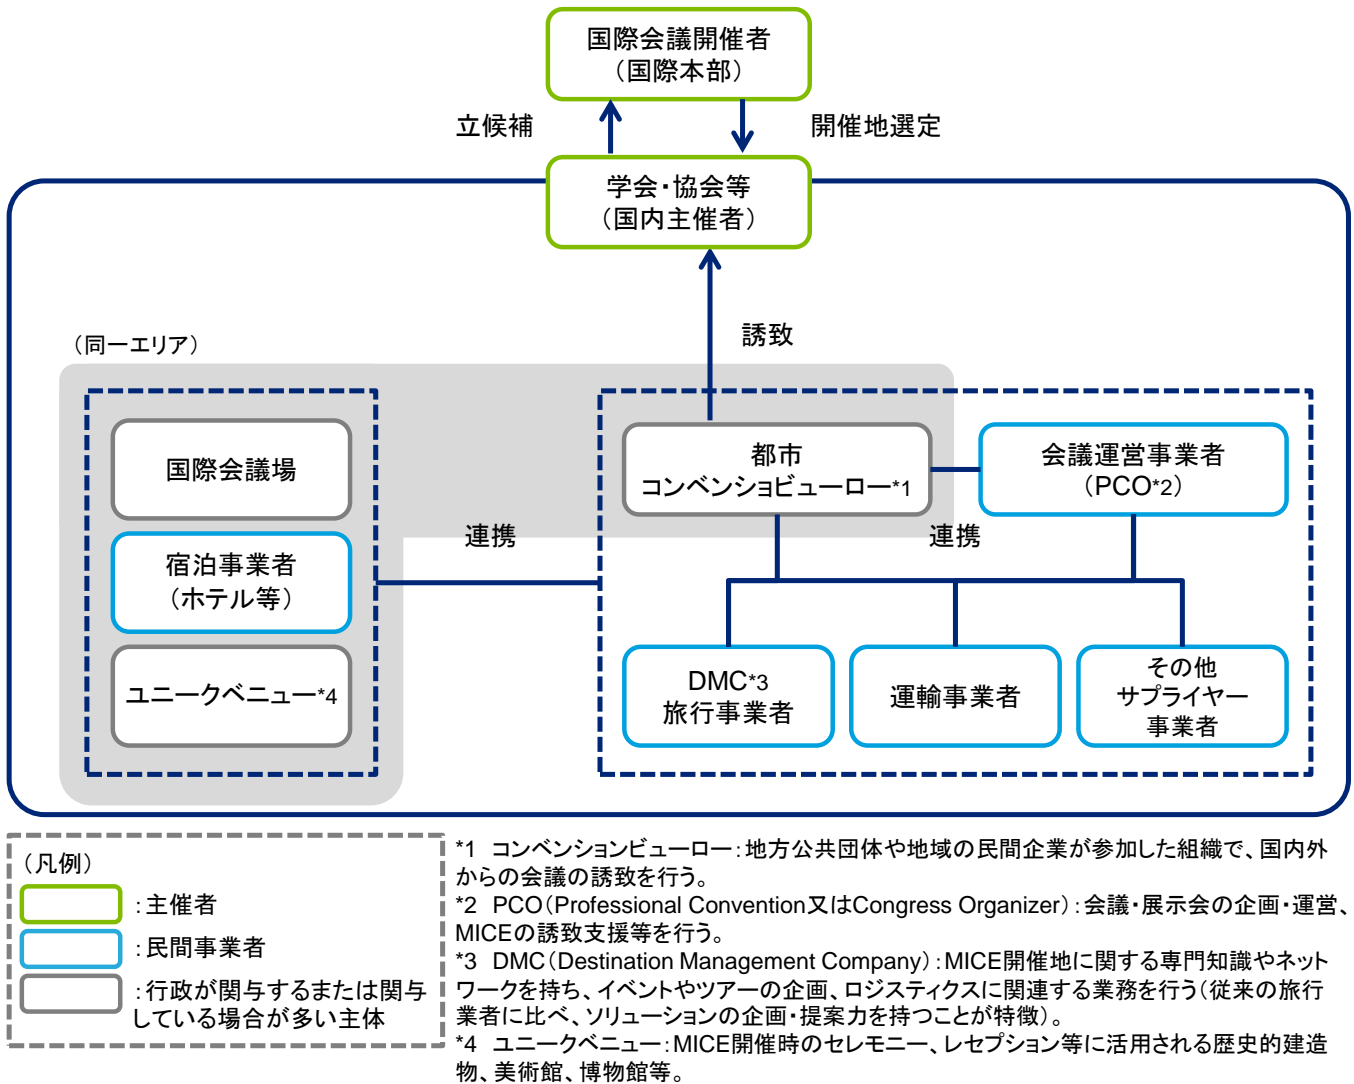 国際会議開催者
（国際本部）
立候補
開催地選定
学会・協会等
（国内主催者）
誘致
（同一エリア）
国際会議場
宿泊事業者
（ホテル等）
ユニークベニュー*4
連携
都市
コンベンショビューロー*1
会議運営事業者
（PCO*2）
連携
DMC*3
旅行事業者
運輸事業者
その他
サプライヤー
事業者
（凡例）
：主催者
：民間事業者
：行政が関与するまたは関与
している場合が多い主体
*1　コンベンションビューロー：地方公共団体や地域の民間企業が参加した組織で、国内外
からの会議の誘致を行う。
*2　PCO（Professional Convention又はCongress Organizer）：会議・展示会の企画・運営、
MICEの誘致支援等を行う。
*3　DMC（Destination Management Company）：MICE開催地に関する専門知識やネット
ワークを持ち、イベントやツアーの企画、ロジスティクスに関連する業務を行う（従来の旅行
業者に比べ、ソリューションの企画・提案力を持つことが特徴）。
*4　ユニークベニュー：MICE開催時のセレモニー、レセプション等に活用される歴史的建造
物、美術館、博物館等。